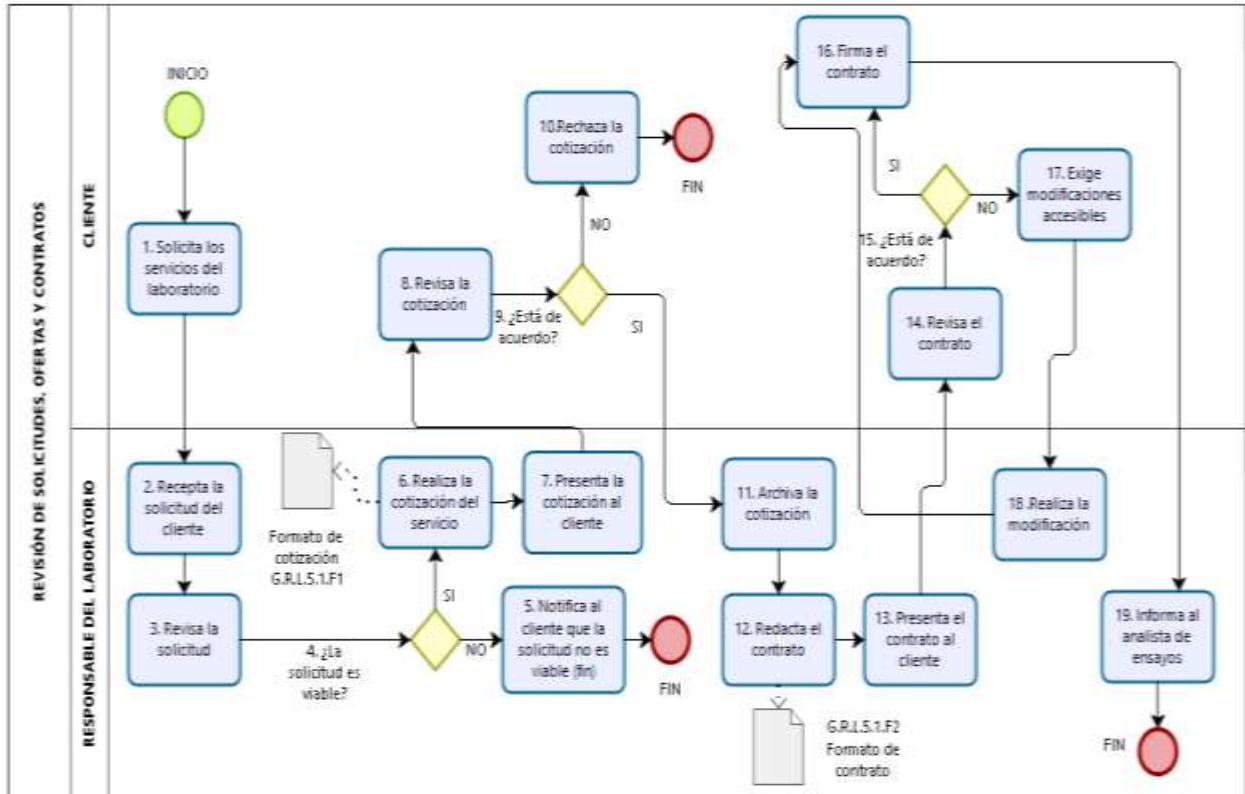 REVISIÓN DE SOLICITUDES, OFERTAS Y CONTRATOS
CLIENTE
INICIO
1. Solicita los
servicios del
laboratorio
8. Revisa la
cotización
9. ¿Está de
acuerdo?
NO
SI
10.Rechaza la
cotización
FIN
16. Firma el
contrato
SI
15. ¿Está de
acuerdo?
NO
17. Exige
modificaciones
accesibles
14. Revisa el
contrato
RESPONSABLE DEL LABORATORIO
2. Recepta la
solicitud del
cliente
3. Revisa la
solicitud
4. ¿La
solicitud es
viable?
SI
NO
5. Notifica al
cliente que la
solicitud no es
viable (fin)
FIN
Formato de
cotización
G.R.L.5.1.F1
6. Realiza la
cotización del
servicio
7. Presenta la
cotización al
cliente
11. Archiva la
cotización
12. Redacta el
contrato
G.R.L.5.1.F2
Formato de
contrato
13. Presenta el
contrato al
cliente
18. Realiza la
modificación
19. Informa al
analista de
ensayos
FIN